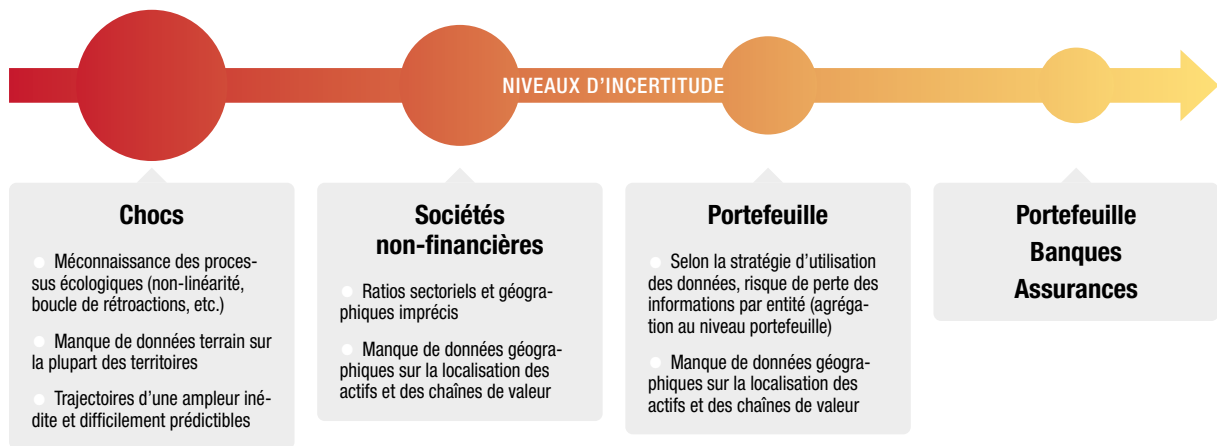 NIVEAUX D'INCERTITUDE
Chocs
Méconnaissance des proces-
sus écologiques (non-linéarité,
boucle de rétroactions, etc.)
Manque de données terrain sur
la plupart des territoires
Trajectoires d'une ampleur iné-
dite et difficilement prédictibles
Sociétés
non-financières
Ratios sectoriels et géogra-
phiques imprécis
Manque de données géogra-
phiques sur la localisation des
actifs et des chaînes de valeur
Portefeuille
Selon la stratégie d'utilisation
des données, risque de perte des
informations par entité (agréga-
tion au niveau portefeuille)
Manque de données géogra-
phiques sur la localisation des
actifs et des chaînes de valeur
Portefeuille
Banques
Assurances